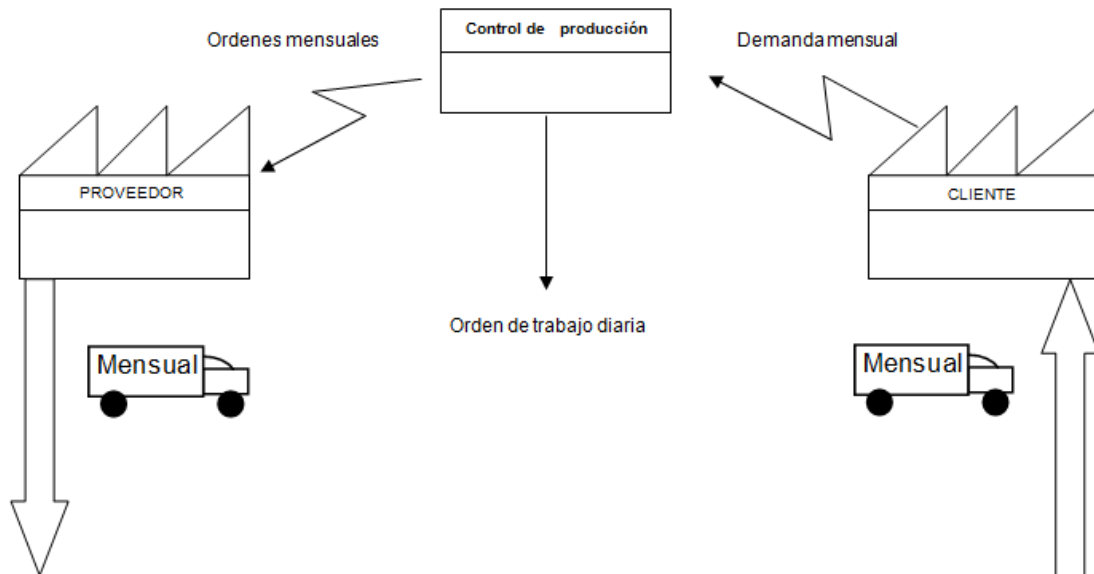 Control de producción
Ordenes mensuales
Demanda mensual
PROVEEDOR
CLIENTE
Orden de trabajo diaria
Mensual
Mensual